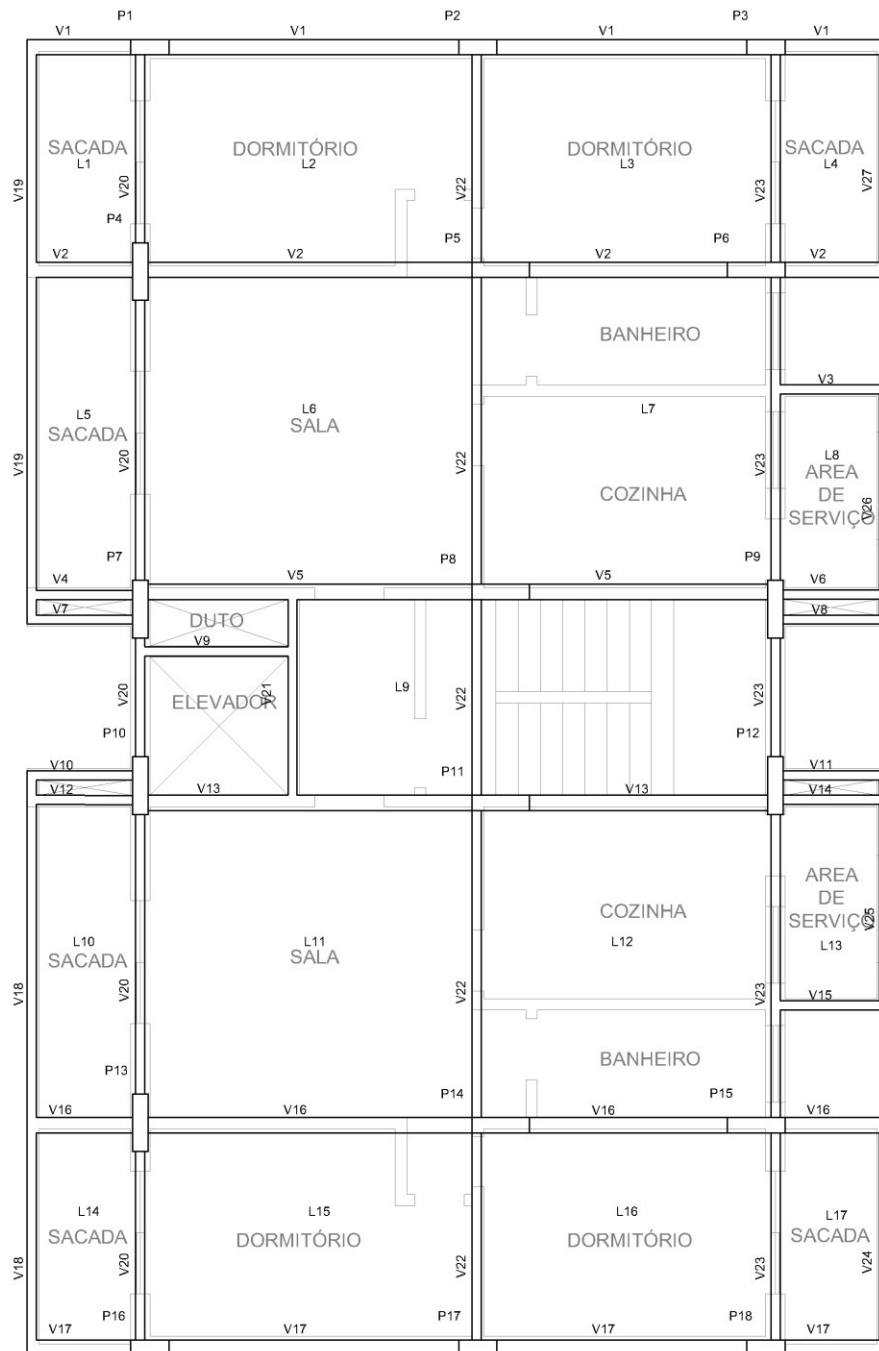 P1 P2 P3
V1 V1 V1 V1
SACADA DORMITÓRIO DORMITÓRIO SACADA
L1 L2 L3 L4
V19 V20 V22 V23 V27
P4 P5 P6
V2 V2 V2 V2
BANHEIRO
V3
L5 L6 L7
SACADA SALA
V19 V20 V22 V23
L8
AREA
DE
SERVIÇO
V26
COZINHA
P7 P8 P9
V4 V5 V5 V6
V7 DUTO V8
V9
ELEVADOR
V20 V21 L9 V22 V23
P10 P11 P12
V10 V11
V12 V13 V13 V14
AREA
DE
SERVIÇO
V25
COZINHA
L10 L11 L12 L13
SACADA SALA
V18 V20 V22 V23
V15
BANHEIRO
P13 P14 P15
V16 V16 V16 V16
L14 L15 L16 L17
SACADA DORMITÓRIO DORMITÓRIO SACADA
V18 V20 V22 V23 V24
P16 P17 P18
V17 V17 V17 V17